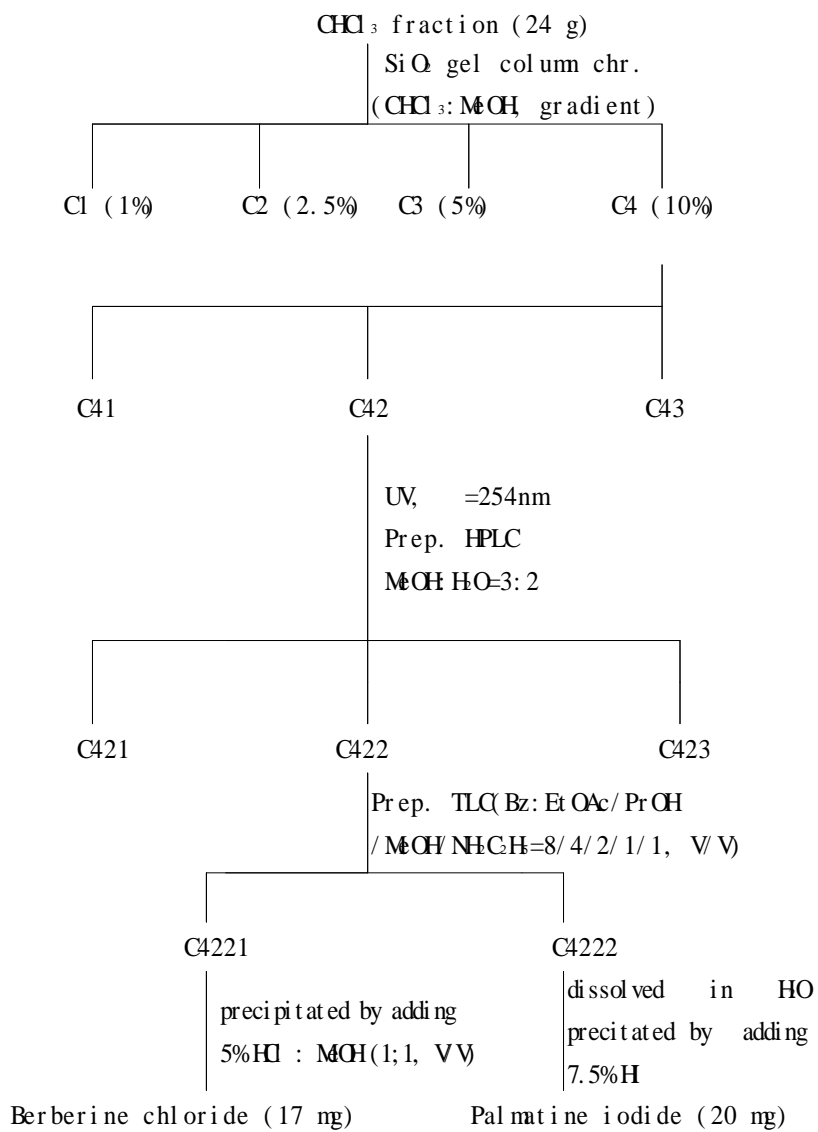 CHCl₃ fraction (24 g)
SiO₂ gel column chr.
(CHCl₃:MeOH, gradient)
C1 (1%) C2 (2.5%) C3 (5%) C4 (10%)
C41 C42 C43
UV, =254nm
Prep. HPLC
MeOH:H₂O=3:2
C421 C422 C423
Prep. TLC(Bz:EtOAc/PrOH
/MeOH/NH₂C₂H₅=8/4/2/1/1, V/V)
C4221 C4222
precipitated by adding
5%HCl : MeOH(1;1, V/V)
dissolved in H₂O
precitated by adding
7.5%HI
Berberine chloride (17 mg) Palmatine iodide (20 mg)